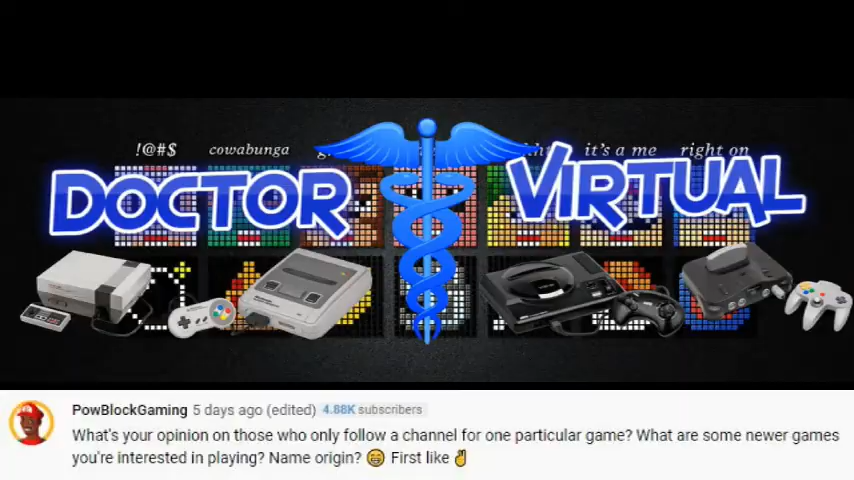 !@#$ cowabunga it's a me right on
DOCTOR VIRTUAL
PowBlockGaming 5 days ago (edited) 4.88K subscribers
What's your opinion on those who only follow a channel for one particular game? What are some newer games
you're interested in playing? Name origin? 😁 First like ✌